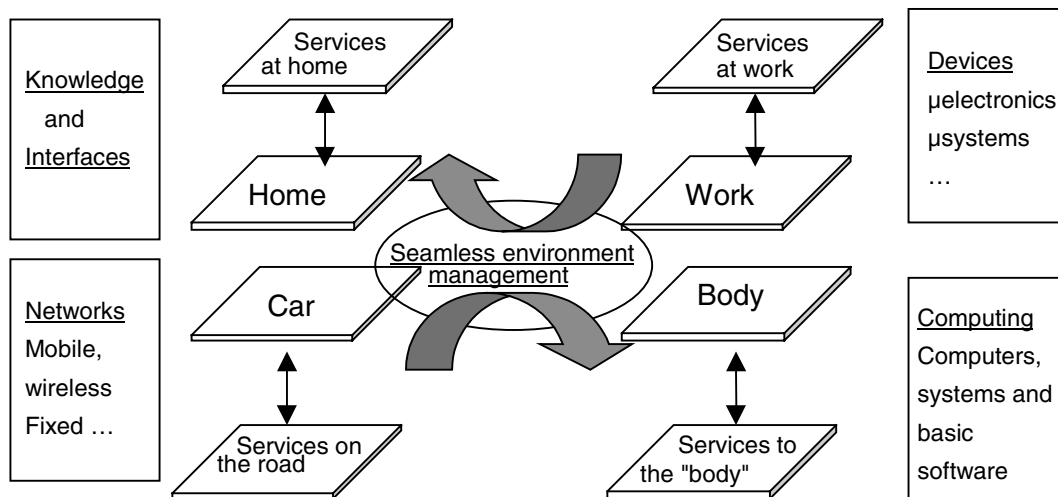 Knowledge
and
Interfaces
Services
at home
Services
at work
Devices
µelectronics
µsystems
…
Home
Work
Seamless environment
management
Car
Body
Networks
Mobile,
wireless
Fixed …
Services on
the road
Services to
the "body"
Computing
Computers,
systems and
basic
software